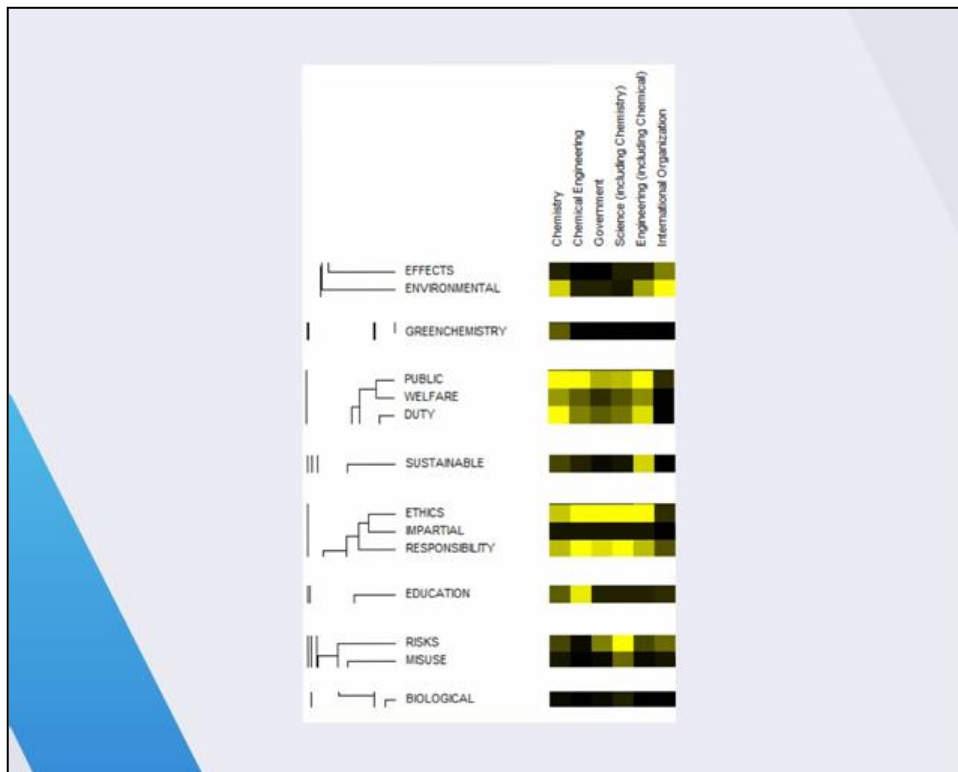 Chemistry
Chemical Engineering
Government
Science (including Chemistry)
Engineering (including Chemical)
International Organization
EFFECTS
ENVIRONMENTAL
GREENCHEMISTRY
PUBLIC
WELFARE
DUTY
SUSTAINABLE
ETHICS
IMPARTIAL
RESPONSIBILITY
EDUCATION
RISKS
MISUSE
BIOLOGICAL